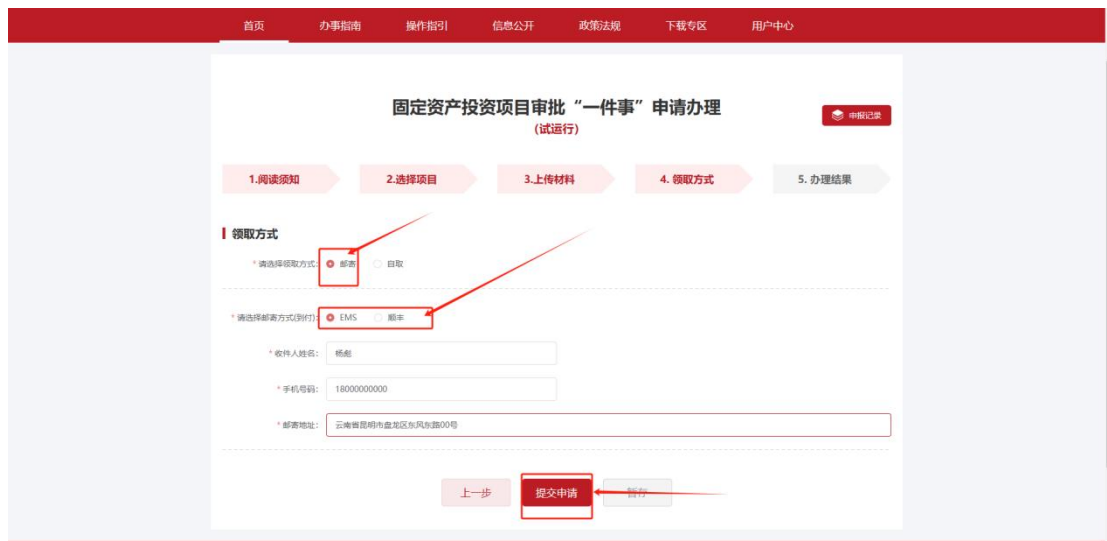 首页 办事指南 操作指引 信息公开 政策法规 下载专区 用户中心
固定资产投资项目审批“一件事”申请办理
(试运行)
申报记录
1.阅读须知 2.选择项目 3.上传材料 4. 领取方式 5. 办理结果
领取方式
* 请选择领取方式: 邮寄 自取
* 请选择邮寄方式(到付): EMS 顺丰
* 收件人姓名: 杨彪
* 手机号码: 18000000000
* 邮寄地址: 云南省昆明市盘龙区东风东路00号
上一步 提交申请 暂存